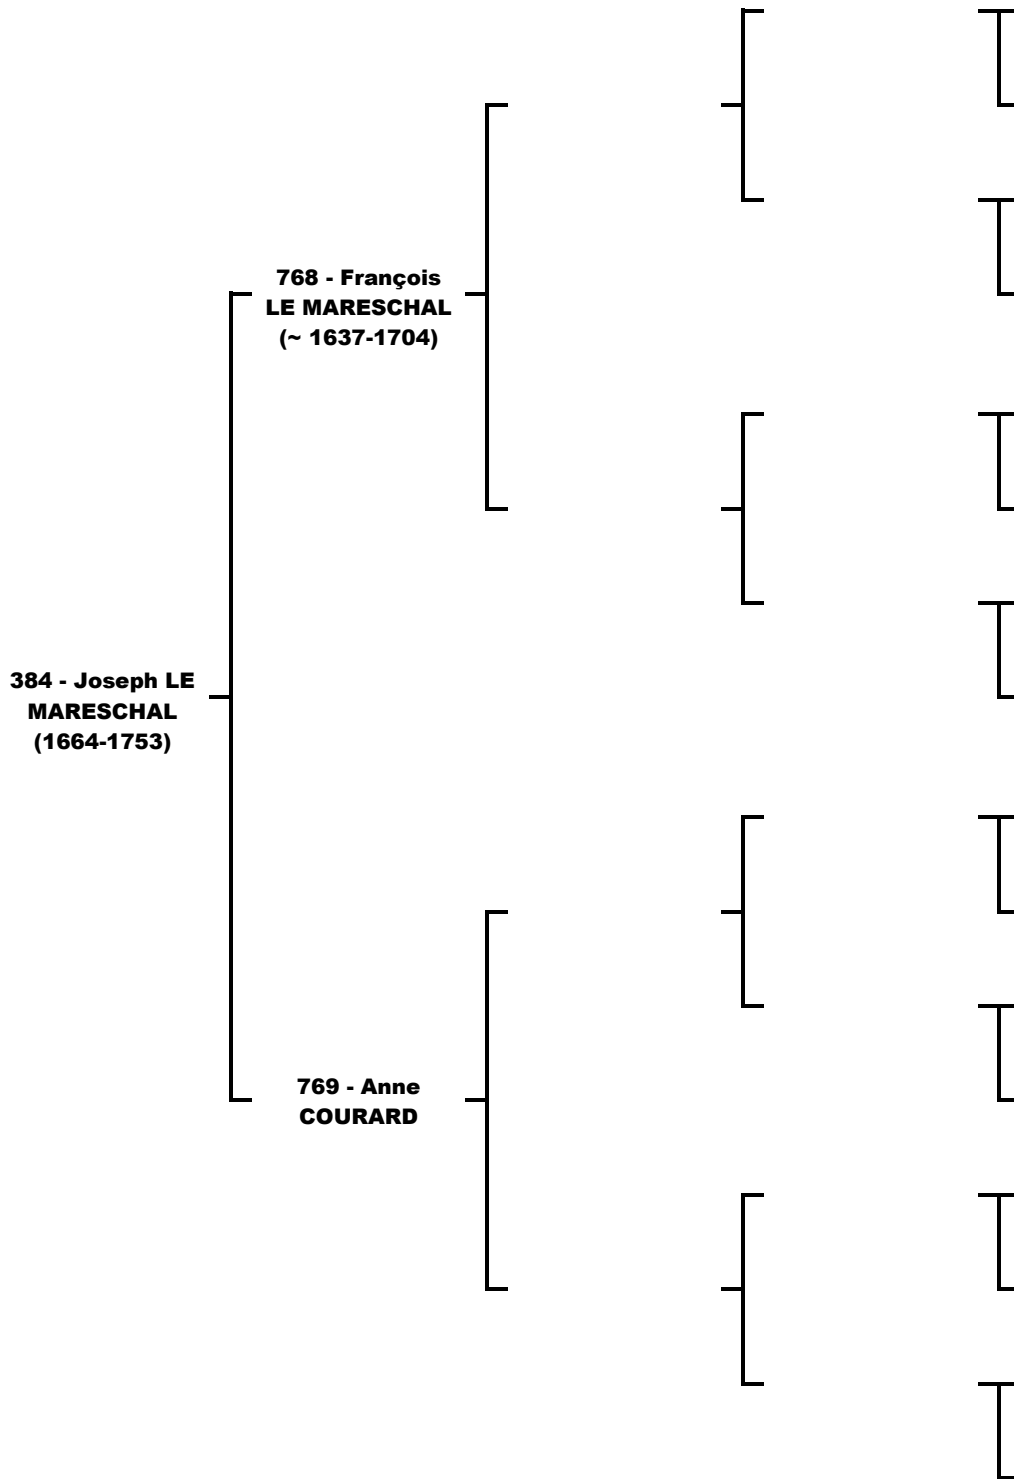 768 - François
LE MARESCHAL
(~ 1637-1704)
384 - Joseph LE
MARESCHAL
(1664-1753)
769 - Anne
COURARD